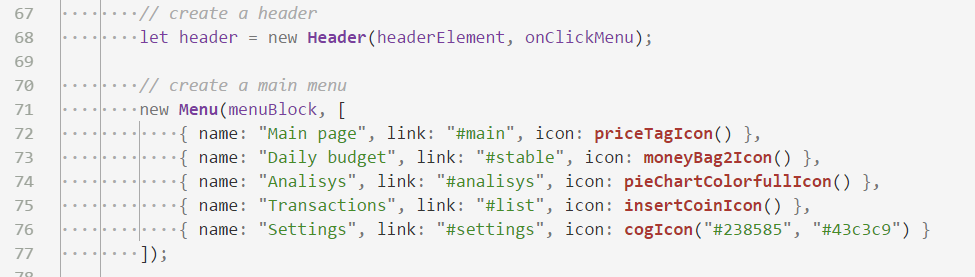 67 // create a header
68 let header = new Header(headerElement, onClickMenu);
69
70 // create a main menu
71 new Menu(menuBlock, [
72 { name: "Main page", link: "#main", icon: priceTagIcon() },
73 { name: "Daily budget", link: "#stable", icon: moneyBag2Icon() },
74 { name: "Analisys", link: "#analisys", icon: pieChartColorfullIcon() },
75 { name: "Transactions", link: "#list", icon: insertCoinIcon() },
76 { name: "Settings", link: "#settings", icon: cogIcon("#238585", "#43c3c9") }
77 ]);
78